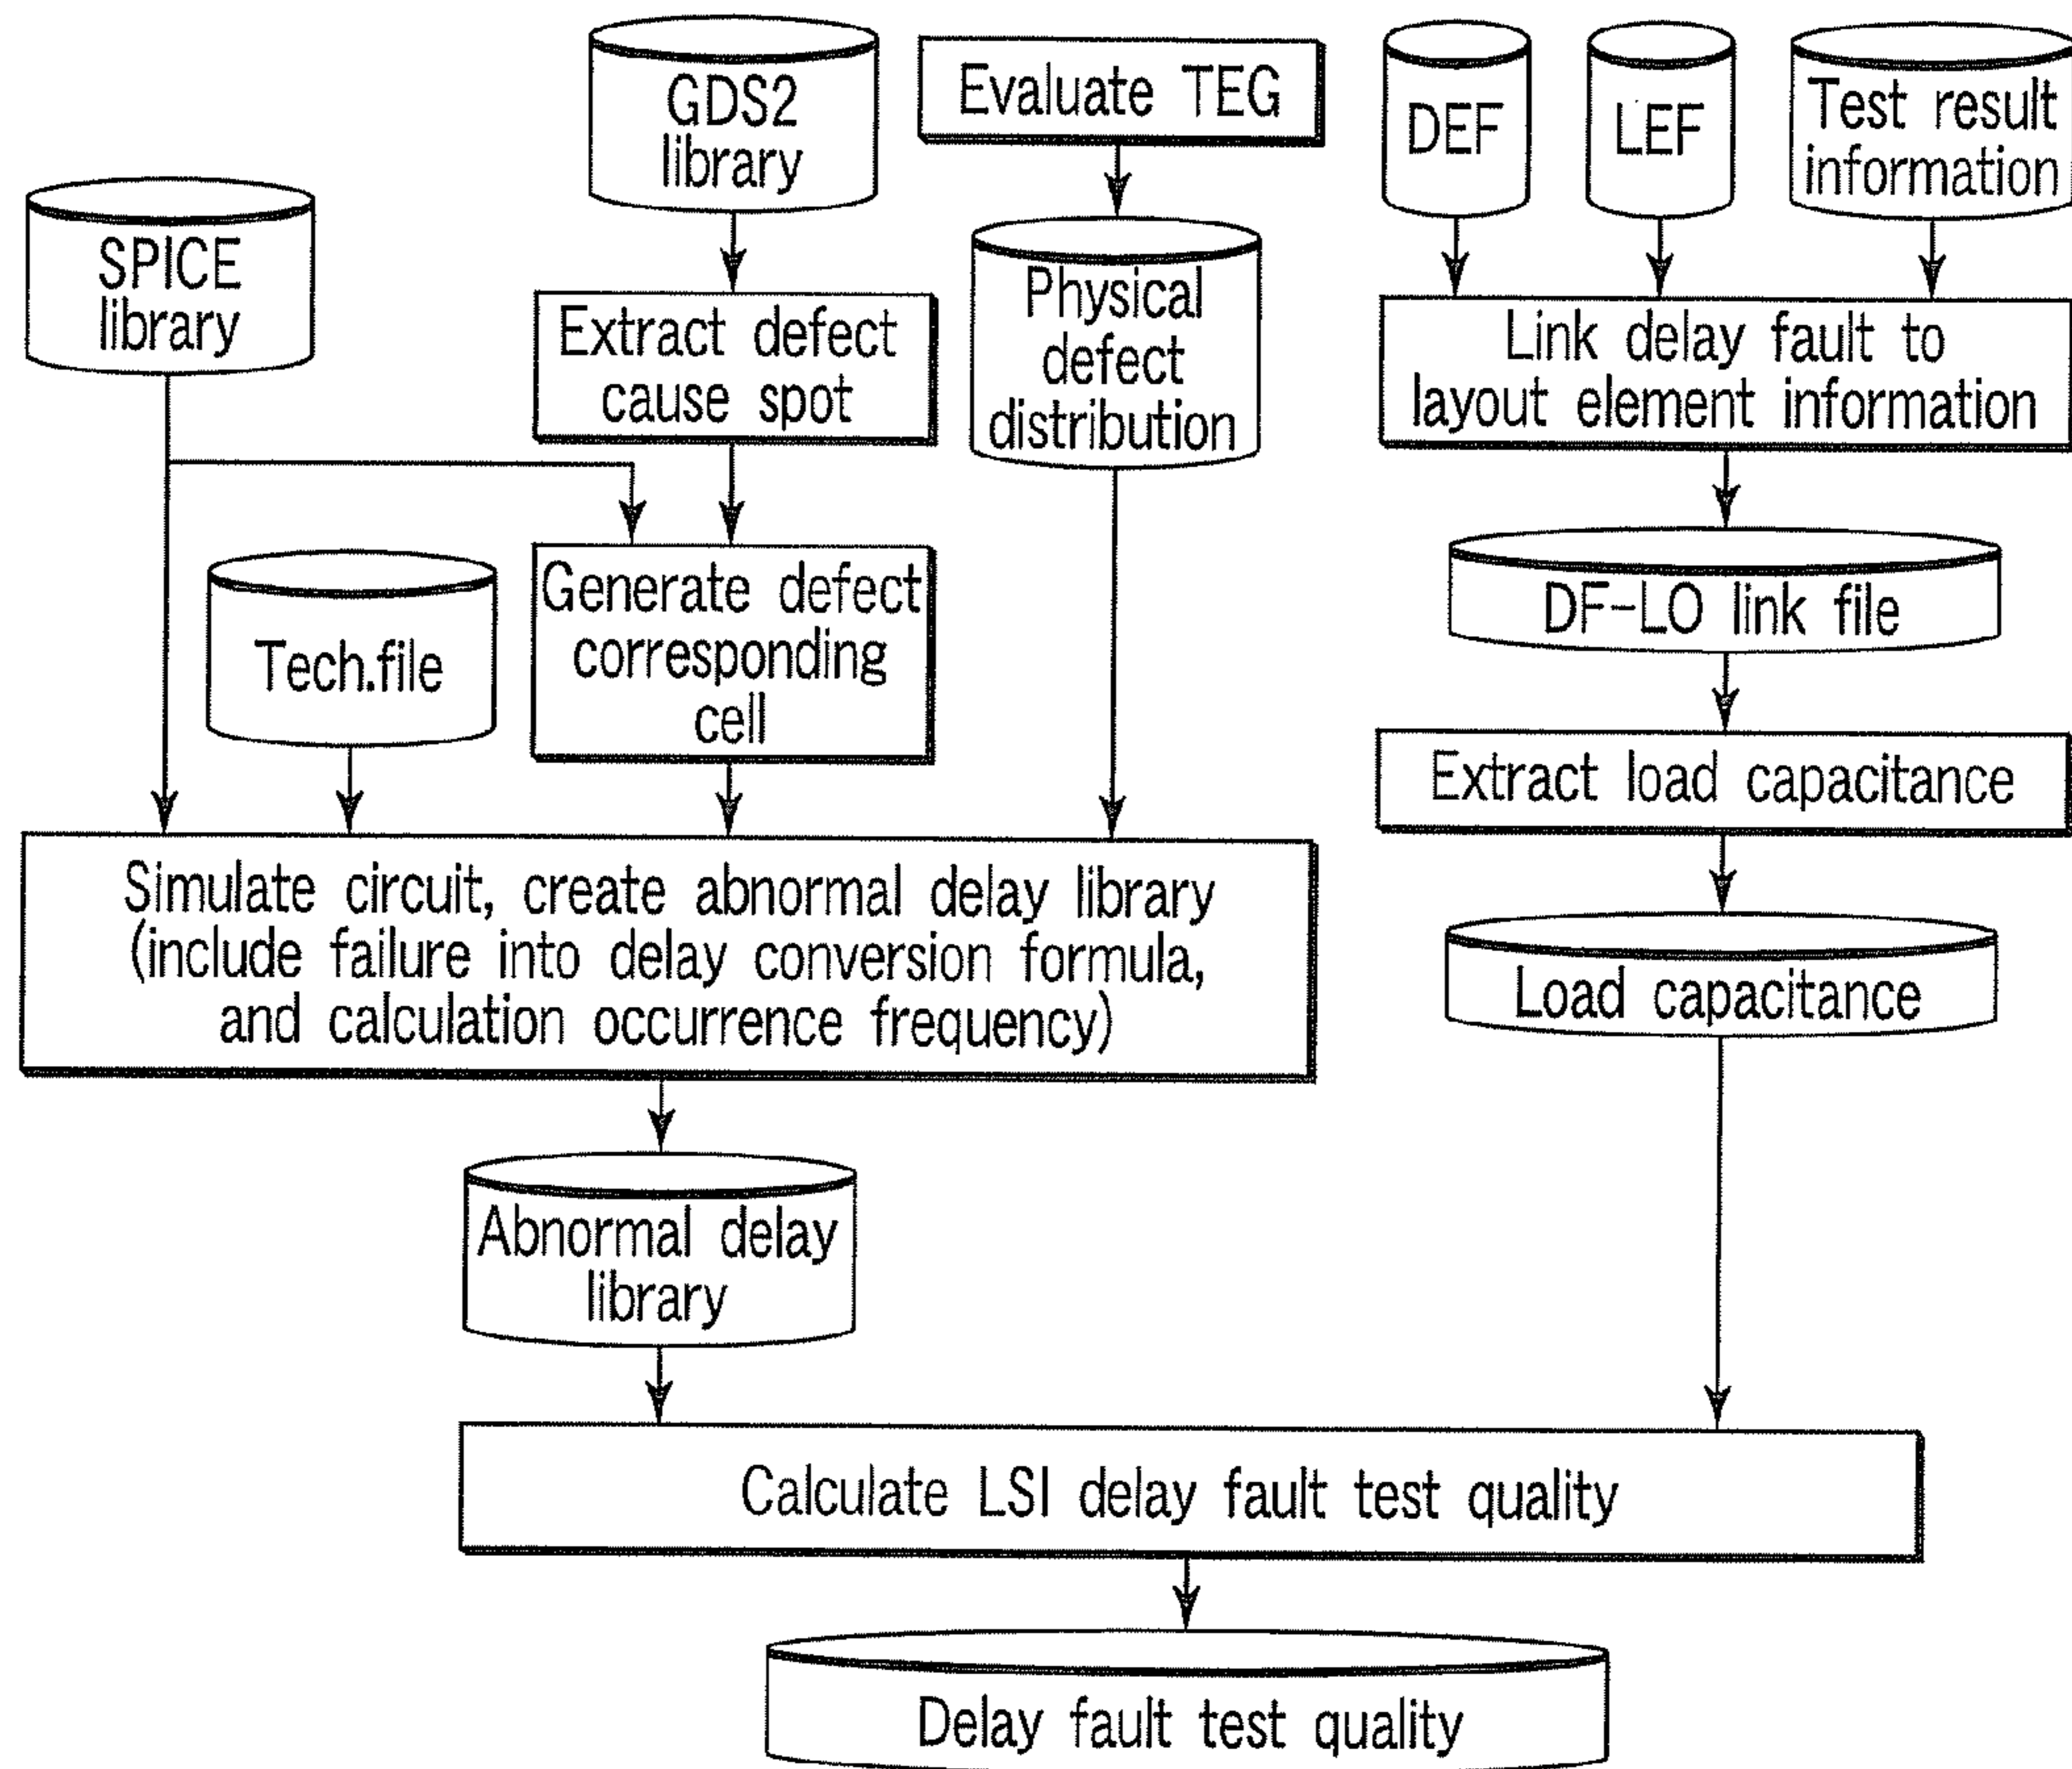 GDS2
library
Evaluate TEG
DEF
LEF
Test result
information
SPICE
library
Extract defect
cause spot
Physical
defect
distribution
Link delay fault to
layout element information
Tech.file
Generate defect
corresponding
cell
DF-LO link file
Extract load capacitance
Simulate circuit, create abnormal delay library
(include failure into delay conversion formula,
and calculation occurrence frequency)
Load capacitance
Abnormal delay
library
Calculate LSI delay fault test quality
Delay fault test quality